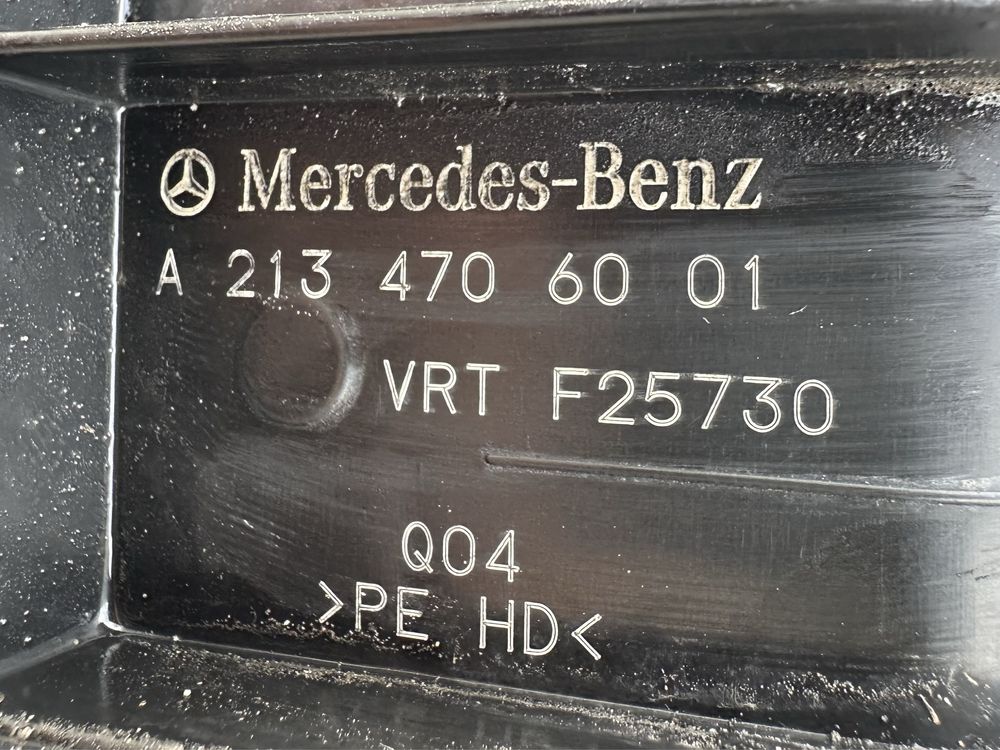 Mercedes-Benz
A 213 470 60 01
VRT F25730
Q04
>PE HD<